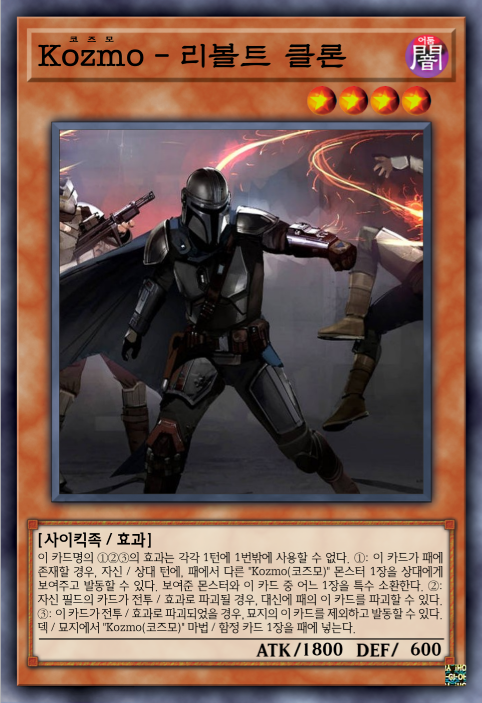 코 즈 모
Kozmo - 리볼트 클론
어둠
闇
[사이킥족 / 효과]
이 카드명의 ①②③의 효과는 각각 1턴에 1번밖에 사용할 수 없다. ①: 이 카드가 패에
존재할 경우, 자신 / 상대 턴에, 패에서 다른 "Kozmo(코즈모)" 몬스터 1장을 상대에게
보여주고 발동할 수 있다. 보여준 몬스터와 이 카드 중 어느 1장을 특수 소환한다. ②:
자신 필드의 카드가 전투 / 효과로 파괴될 경우, 대신에 패의 이 카드를 파괴할 수 있다.
③: 이 카드가 전투 / 효과로 파괴되었을 경우, 묘지의 이 카드를 제외하고 발동할 수 있다.
덱 / 묘지에서 "Kozmo(코즈모)" 마법 / 함정 카드 1장을 패에 넣는다.
ATK/1800 DEF/ 600